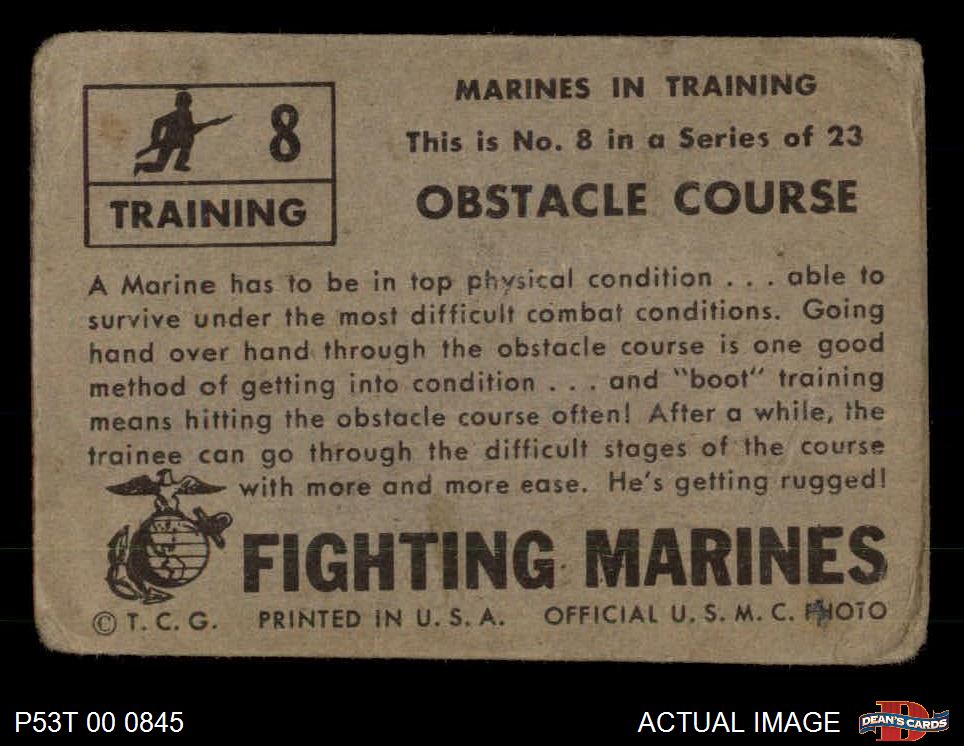 8
TRAINING
MARINES IN TRAINING
This is No. 8 in a Series of 23
OBSTACLE COURSE
A Marine has to be in top physical condition . . . able to
survive under the most difficult combat conditions. Going
hand over hand through the obstacle course is one good
method of getting into condition . . . and "boot" training
means hitting the obstacle course often! After a while, the
trainee can go through the difficult stages of the course
with more and more ease. He's getting rugged!
FIGHTING MARINES
© T. C. G. PRINTED IN U. S. A. OFFICIAL U. S. M. C. PHOTO
P53T 00 0845
ACTUAL IMAGE
DEAN'S CARDS